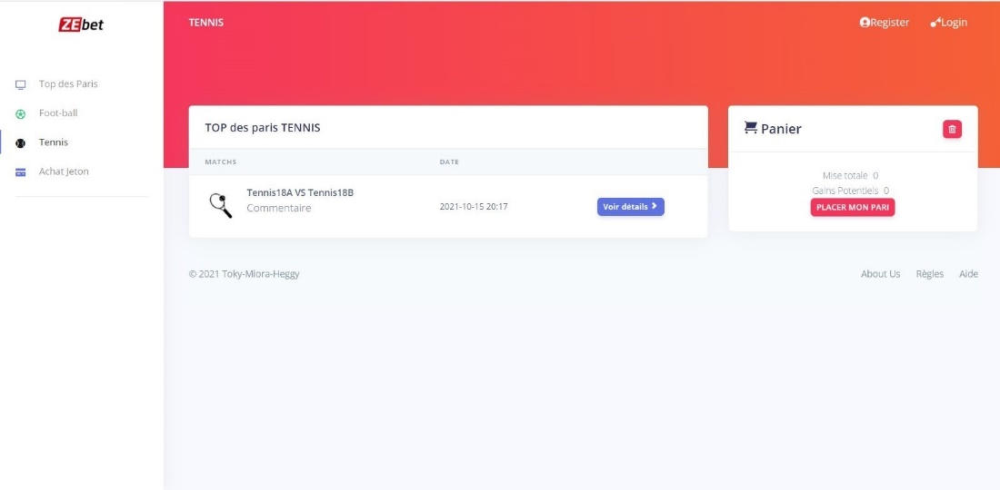 ZEbet
TENNIS
Register
Login
Top des Paris
Foot-ball
Tennis
Achat Jeton
TOP des paris TENNIS
MATCHS DATE
Tennis18A VS Tennis18B
Commentaire
2021-10-15 20:17
Voir détails
Panier
Mise totale 0
Gains Potentiels 0
PLACER MON PARI
© 2021 Toky-Miora-Heggy
About Us Règles Aide